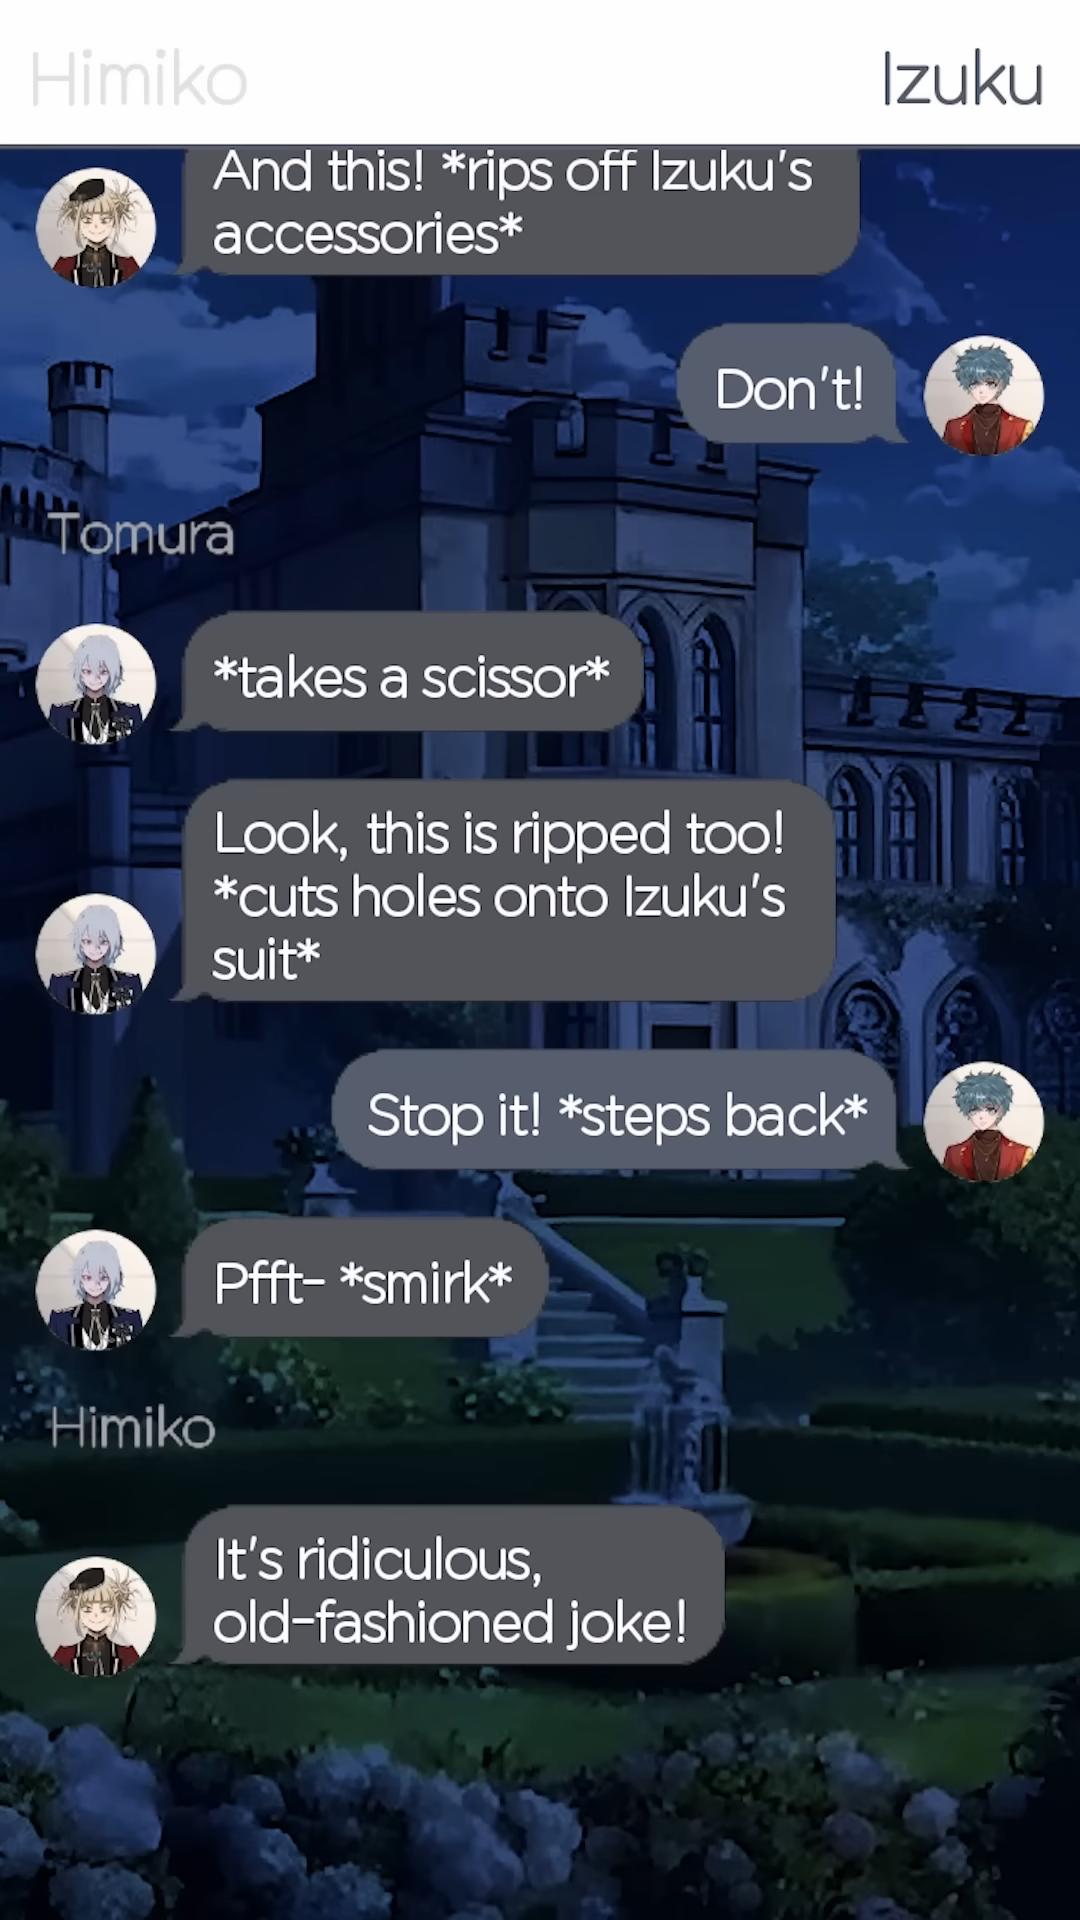 Himiko
Izuku
And this! *rips off Izuku's
accessories*
Don't!
Tomura
*takes a scissor*
Look, this is ripped too!
*cuts holes onto Izuku's
suit*
Stop it! *steps back*
Pfft- *smirk*
Himiko
It's ridiculous,
old-fashioned joke!